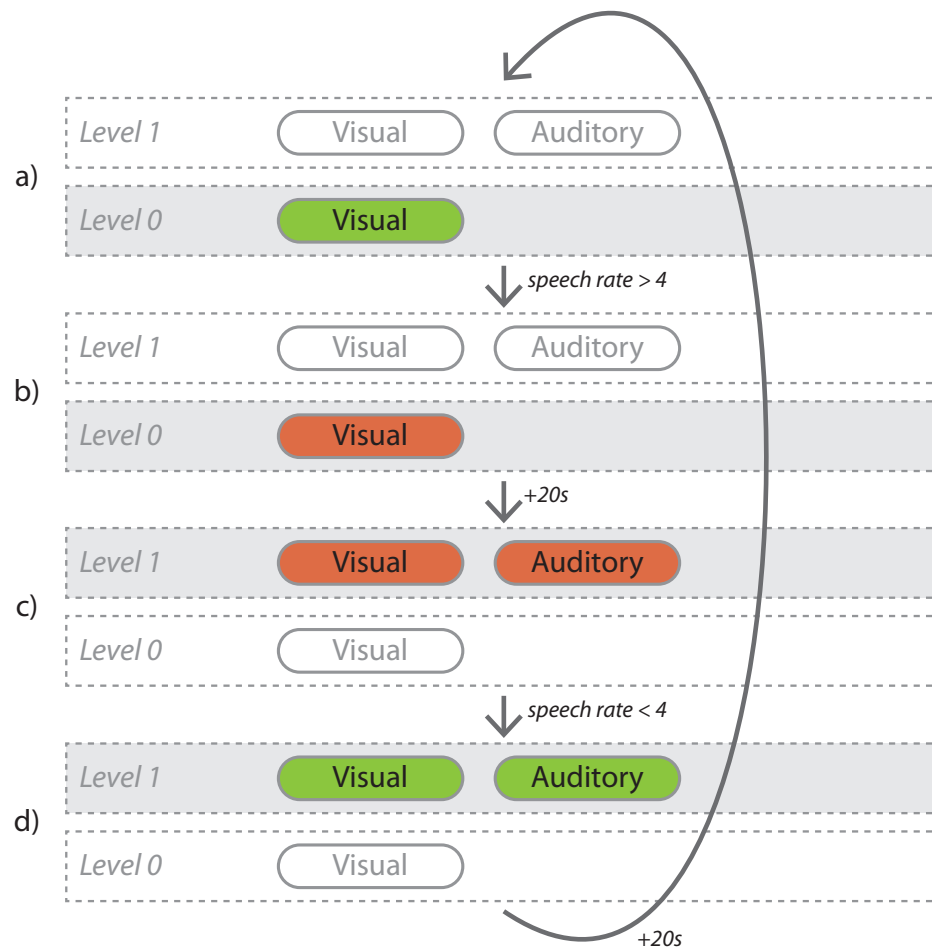 Level 1 Visual Auditory
a)
Level 0 Visual
speech rate > 4
Level 1 Visual Auditory
b)
Level 0 Visual
+20s
Level 1 Visual Auditory
c)
Level 0 Visual
speech rate < 4
Level 1 Visual Auditory
d)
Level 0 Visual
+20s